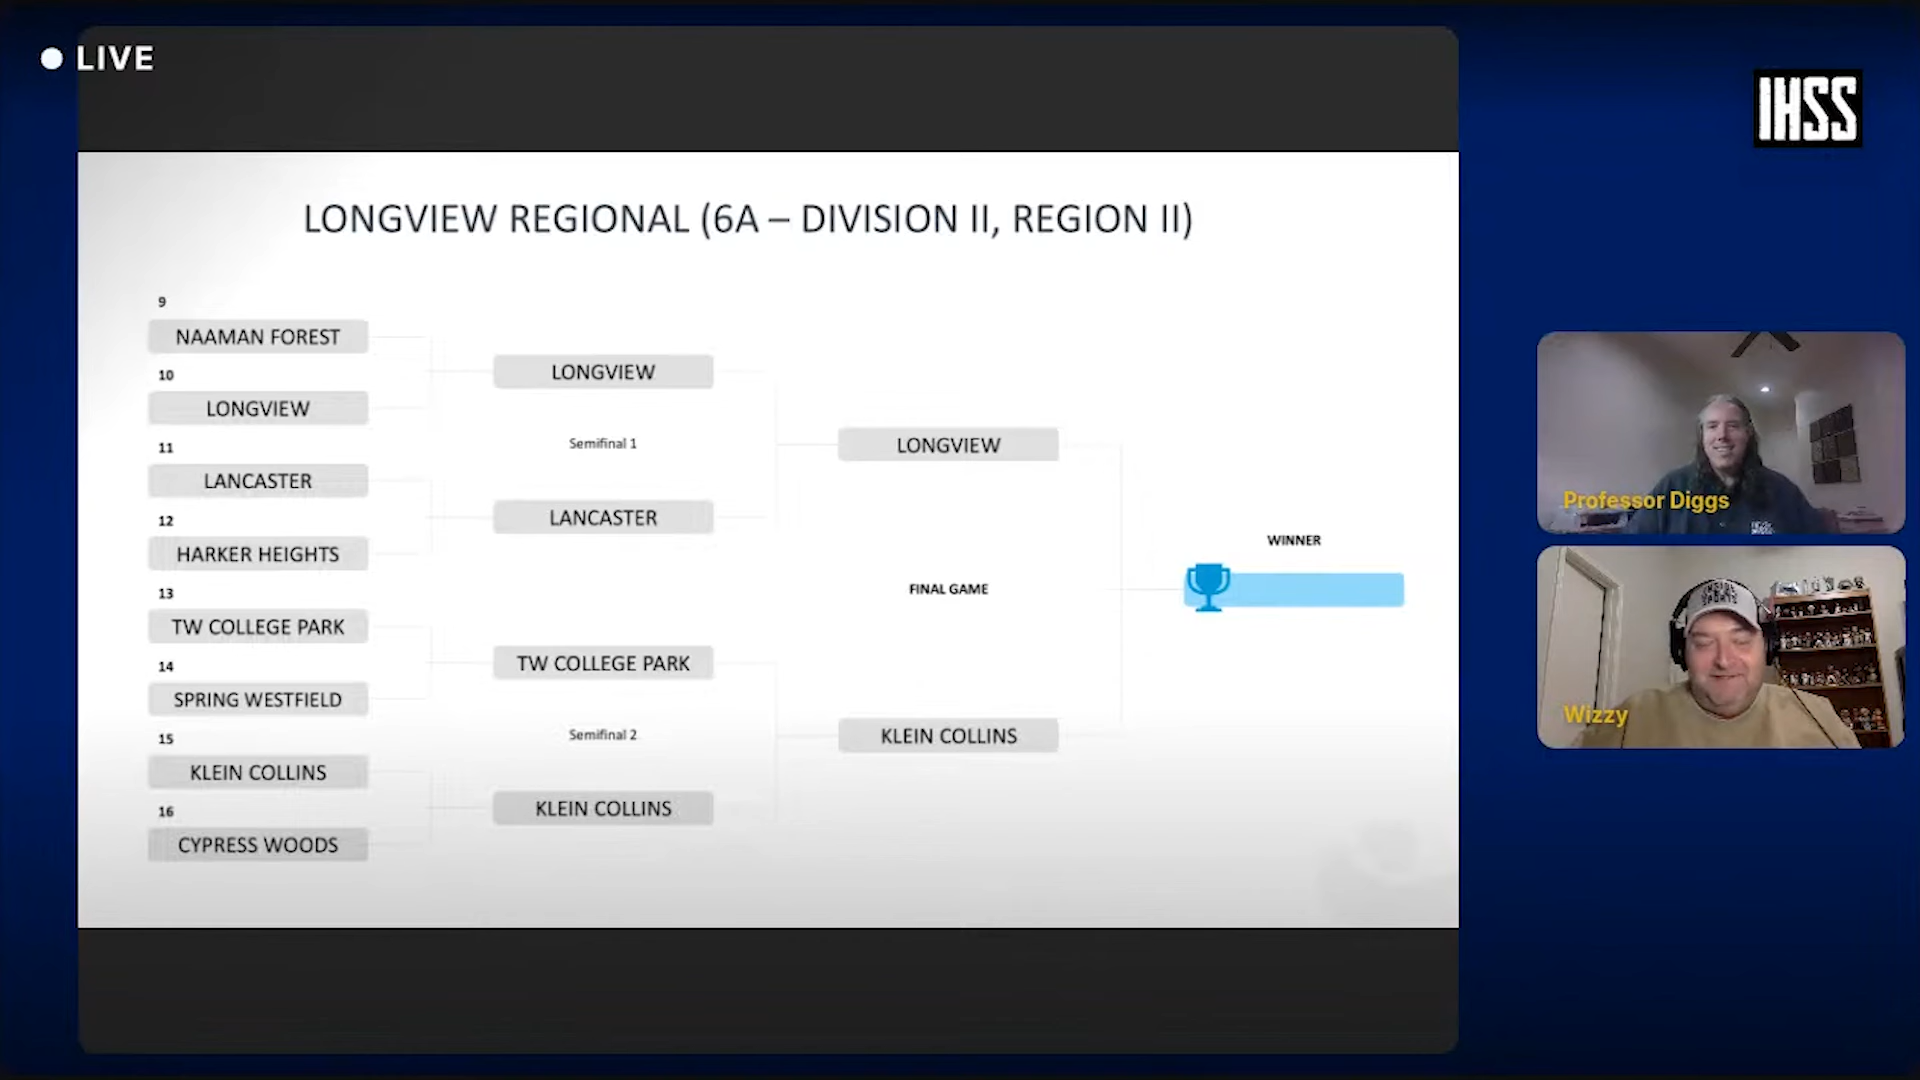 LIVE
IHSS
LONGVIEW REGIONAL (6A – DIVISION II, REGION II)
9
NAAMAN FOREST
10
LONGVIEW
11
LANCASTER
12
HARKER HEIGHTS
13
TW COLLEGE PARK
14
SPRING WESTFIELD
15
KLEIN COLLINS
16
CYPRESS WOODS
LONGVIEW
Semifinal 1
LANCASTER
TW COLLEGE PARK
Semifinal 2
KLEIN COLLINS
LONGVIEW
FINAL GAME
KLEIN COLLINS
WINNER
Professor Diggs
Wizzy